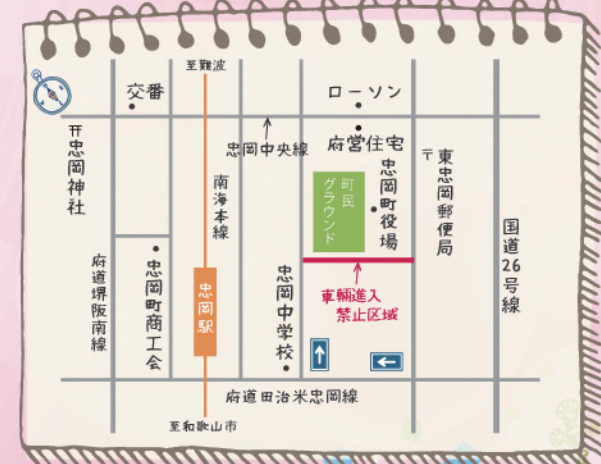 至難波
交番
ローソン
忠岡中央線
府営住宅
忠岡神社
南海本線
町民
グラウンド
忠岡町役場
〒
東忠岡郵便局
国道26号線
府道堺阪南線
忠岡町商工会
忠岡駅
忠岡中学校
車輌進入
禁止区域
府道田治米忠岡線
至和歌山市